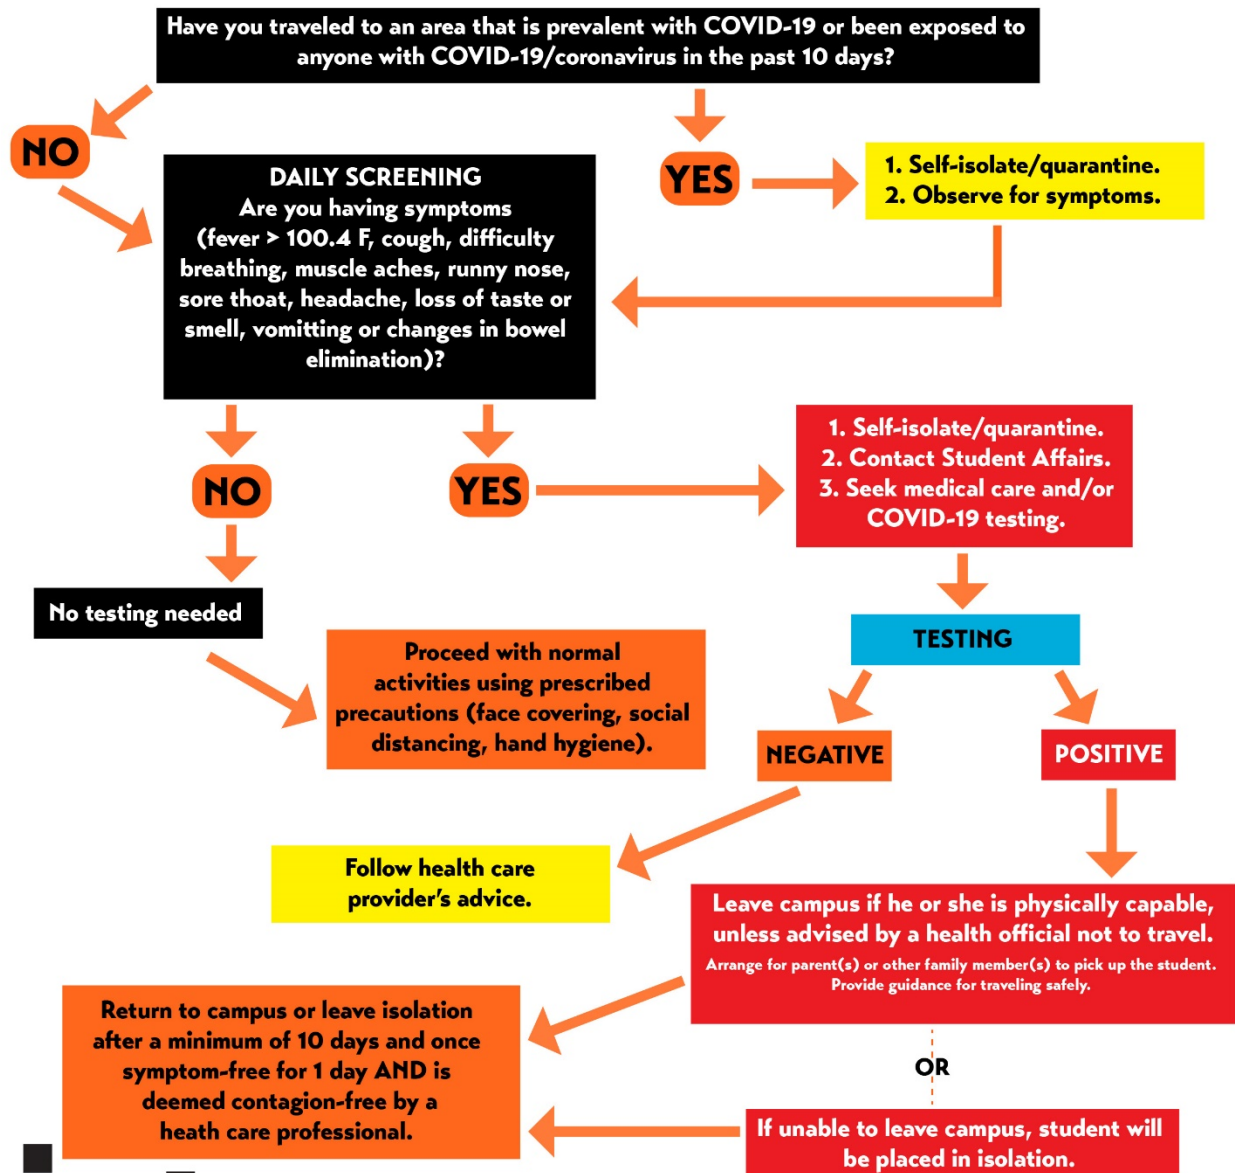 Have you traveled to an area that is prevalent with COVID-19 or been exposed to
anyone with COVID-19/coronavirus in the past 10 days?
NO
YES
1. Self-isolate/quarantine.
2. Observe for symptoms.
DAILY SCREENING
Are you having symptoms
(fever > 100.4 F, cough, difficulty
breathing, muscle aches, runny nose,
sore thoat, headache, loss of taste or
smell, vomitting or changes in bowel
elimination)?
NO
YES
1. Self-isolate/quarantine.
2. Contact Student Affairs.
3. Seek medical care and/or
COVID-19 testing.
No testing needed
Proceed with normal
activities using prescribed
precautions (face covering, social
distancing, hand hygiene).
TESTING
NEGATIVE
POSITIVE
Follow health care
provider's advice.
Leave campus if he or she is physically capable,
unless advised by a health official not to travel.
Arrange for parent(s) or other family member(s) to pick up the student.
Provide guidance for traveling safely.
OR
If unable to leave campus, student will
be placed in isolation.
Return to campus or leave isolation
after a minimum of 10 days and once
symptom-free for 1 day AND is
deemed contagion-free by a
heath care professional.